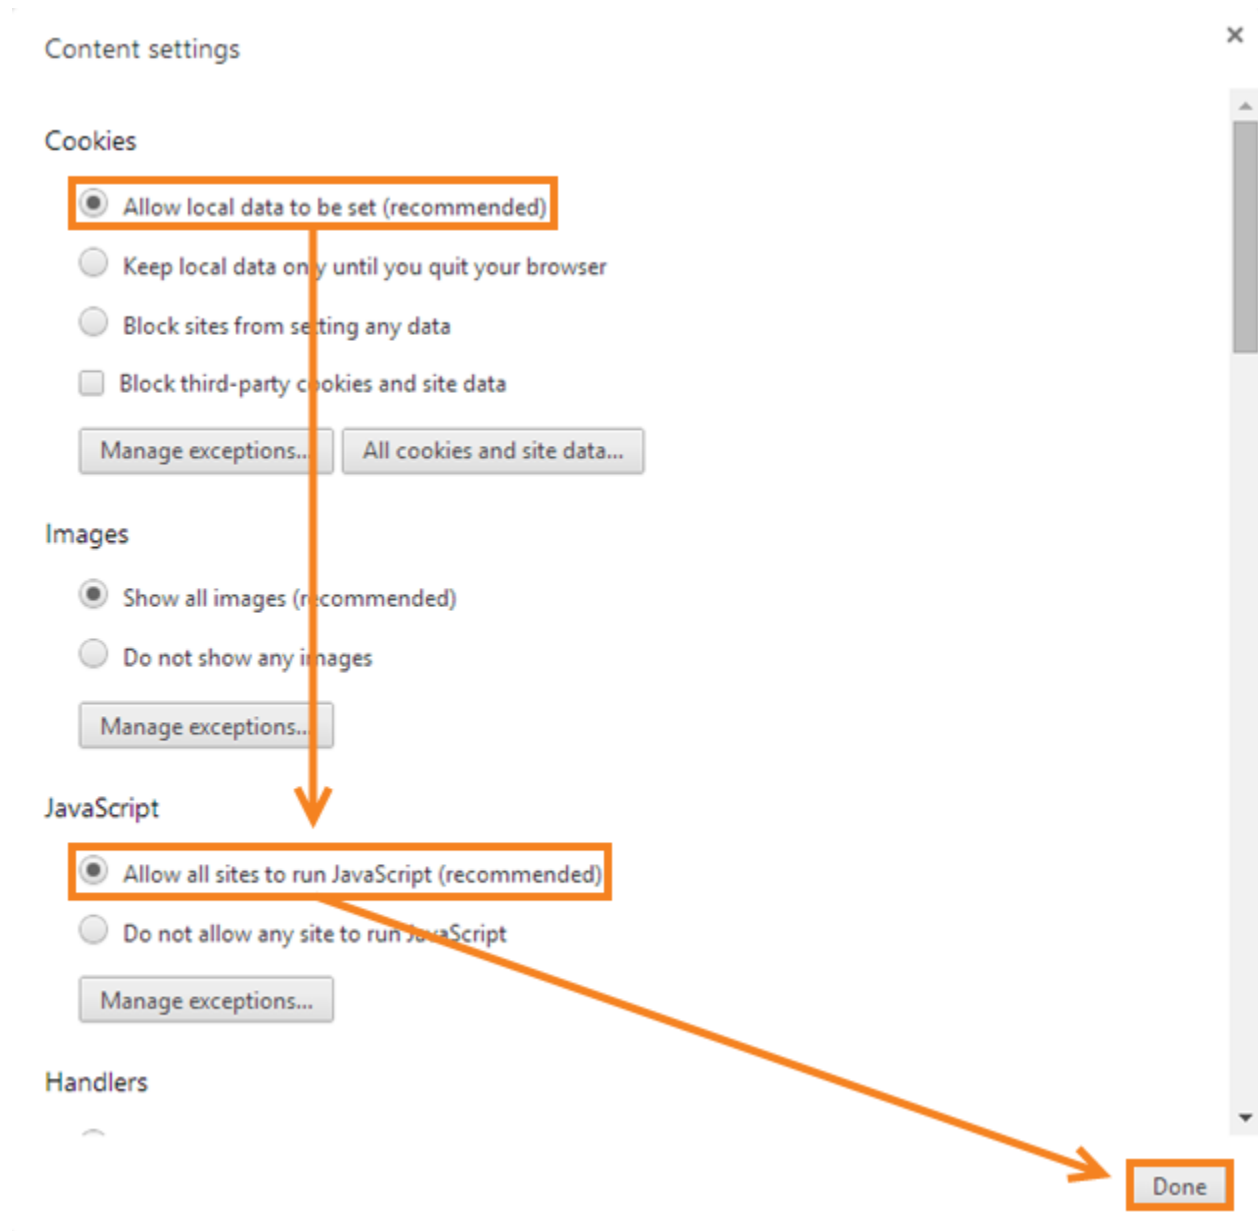 Content settings
Cookies
Allow local data to be set (recommended)
Keep local data only until you quit your browser
Block sites from setting any data
Block third-party cookies and site data
Manage exceptions... All cookies and site data...
Images
Show all images (recommended)
Do not show any images
Manage exceptions...
JavaScript
Allow all sites to run JavaScript (recommended)
Do not allow any site to run JavaScript
Manage exceptions...
Handlers
Done